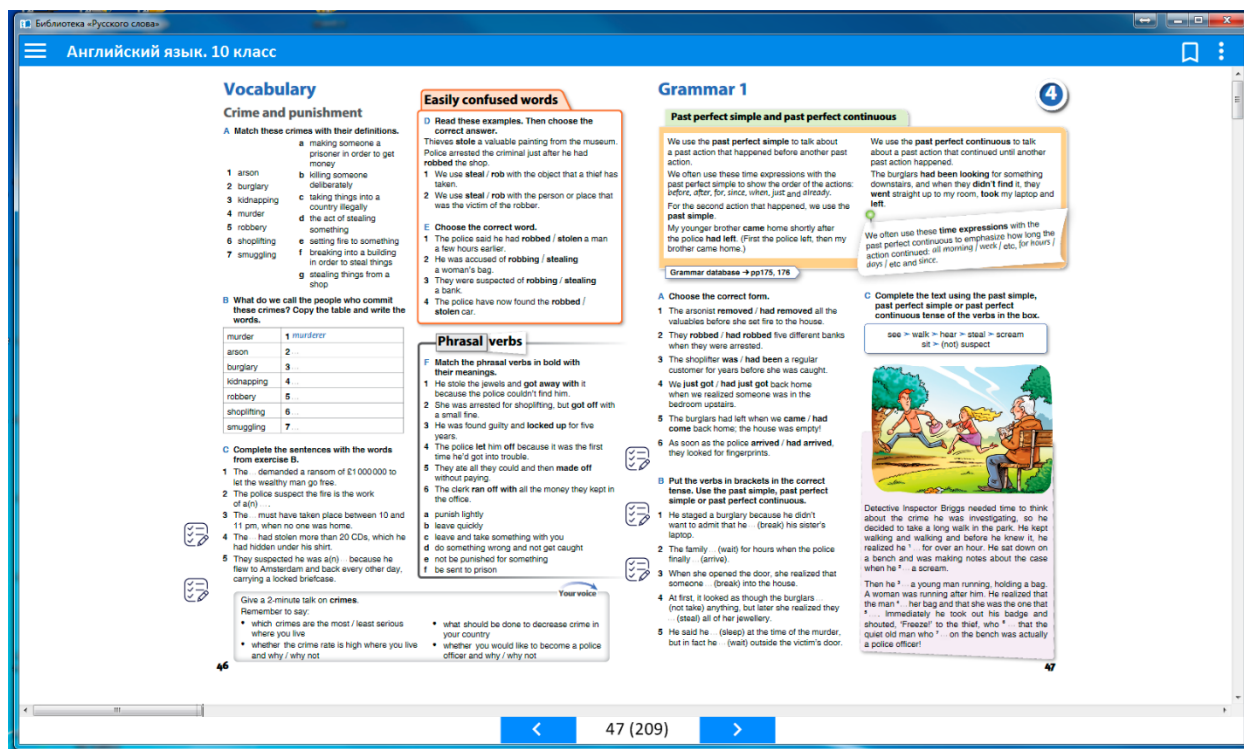 Библиотека «Русского слова»
Английский язык. 10 класс
Vocabulary
Crime and punishment
A Match these crimes with their definitions.
1 arson
2 burglary
3 kidnapping
4 murder
5 robbery
6 shoplifting
7 smuggling
a making someone a
prisoner in order to get
money
b killing someone
deliberately
c taking things into a
country illegally
d the act of stealing
something
e setting fire to something
f breaking into a building
in order to steal things
g stealing things from a
shop
B What do we call the people who commit
these crimes? Copy the table and write the
words.
murder 1 murderer
arson 2 ...
burglary 3 ...
kidnapping 4 ...
robbery 5 ...
shoplifting 6 ...
smuggling 7 ...
C Complete the sentences with the words
from exercise B.
1 The ... demanded a ransom of £1 000 000 to
let the wealthy man go free.
2 The police suspect the fire is the work
of a(n) ... .
3 The ... must have taken place between 10 and
11 pm, when no one was home.
4 The ... had stolen more than 20 CDs, which he
had hidden under his shirt.
5 They suspected he was a(n) ... because he
flew to Amsterdam and back every other day,
carrying a locked briefcase.
Easily confused words
D Read these examples. Then choose the
correct answer.
Thieves stole a valuable painting from the museum.
Police arrested the criminal just after he had
robbed the shop.
1 We use steal / rob with the object that a thief has
taken.
2 We use steal / rob with the person or place that
was the victim of the robber.
E Choose the correct word.
1 The police said he had robbed / stolen a man
a few hours earlier.
2 He was accused of robbing / stealing
a woman's bag.
3 They were suspected of robbing / stealing
a bank.
4 The police have now found the robbed /
stolen car.
Phrasal verbs
F Match the phrasal verbs in bold with
their meanings.
1 He stole the jewels and got away with it
because the police couldn't find him.
2 She was arrested for shoplifting, but got off with
a small fine.
3 He was found guilty and locked up for five
years.
4 The police let him off because it was the first
time he'd got into trouble.
5 They ate all they could and then made off
without paying.
6 The clerk ran off with all the money they kept in
the office.
a punish lightly
b leave quickly
c leave and take something with you
d do something wrong and not get caught
e not be punished for something
f be sent to prison
Your voice
Give a 2-minute talk on crimes.
Remember to say:
• which crimes are the most / least serious
where you live
• whether the crime rate is high where you live
and why / why not
• what should be done to decrease crime in
your country
• whether you would like to become a police
officer and why / why not
46
Grammar 1
4
Past perfect simple and past perfect continuous
We use the past perfect simple to talk about
a past action that happened before another past
action.
We often use these time expressions with the
past perfect simple to show the order of the actions:
before, after, for, since, when, just and already.
For the second action that happened, we use the
past simple.
My younger brother came home shortly after
the police had left. (First the police left, then my
brother came home.)
We use the past perfect continuous to talk
about a past action that continued until another
past action happened.
The burglars had been looking for something
downstairs, and when they didn't find it, they
went straight up to my room, took my laptop and
left.
We often use these time expressions with the
past perfect continuous to emphasize how long the
action continued: all morning / week / etc, for hours /
days / etc and since.
Grammar database → pp175, 176
A Choose the correct form.
1 The arsonist removed / had removed all the
valuables before she set fire to the house.
2 They robbed / had robbed five different banks
when they were arrested.
3 The shoplifter was / had been a regular
customer for years before she was caught.
4 We just got / had just got back home
when we realized someone was in the
bedroom upstairs.
5 The burglars had left when we came / had
come back home; the house was empty!
6 As soon as the police arrived / had arrived,
they looked for fingerprints.
B Put the verbs in brackets in the correct
tense. Use the past simple, past perfect
simple or past perfect continuous.
1 He staged a burglary because he didn't
want to admit that he ... (break) his sister's
laptop.
2 The family ... (wait) for hours when the police
finally ... (arrive).
3 When she opened the door, she realized that
someone ... (break) into the house.
4 At first, it looked as though the burglars ...
(not take) anything, but later she realized they
... (steal) all of her jewellery.
5 He said he ... (sleep) at the time of the murder,
but in fact he ... (wait) outside the victim's door.
C Complete the text using the past simple,
past perfect simple or past perfect
continuous tense of the verbs in the box.
see ➢ walk ➢ hear ➢ steal ➢ scream
sit ➢ (not) suspect
Detective Inspector Briggs needed time to think
about the crime he was investigating, so he
decided to take a long walk in the park. He kept
walking and walking and before he knew it, he
realized he 1 ... for over an hour. He sat down on
a bench and was making notes about the case
when he 2 ... a scream.
Then he 3 ... a young man running, holding a bag.
A woman was running after him. He realized that
the man 4 ... her bag and that she was the one that
5 ... . Immediately he took out his badge and
shouted, 'Freeze!' to the thief, who 6 ... that the
quiet old man who 7 ... on the bench was actually
a police officer!
47
47 (209)